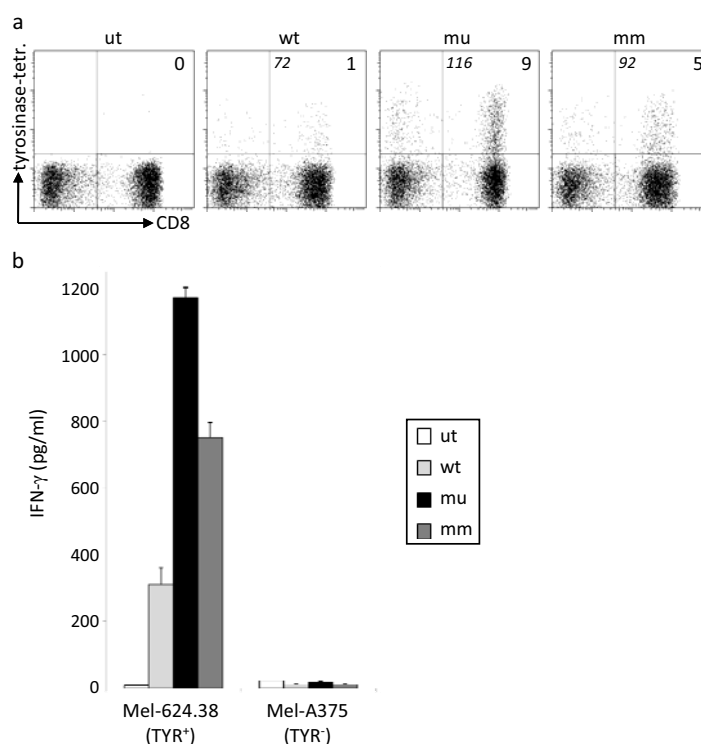 a
ut
wt
mu
mm
0
72
1
116
9
92
5
tyrosinase-tetr.
CD8
b
IFN-γ (pg/ml)
1200
1000
800
600
400
200
0
ut
wt
mu
mm
Mel-624.38
(TYR+)
Mel-A375
(TYR-)